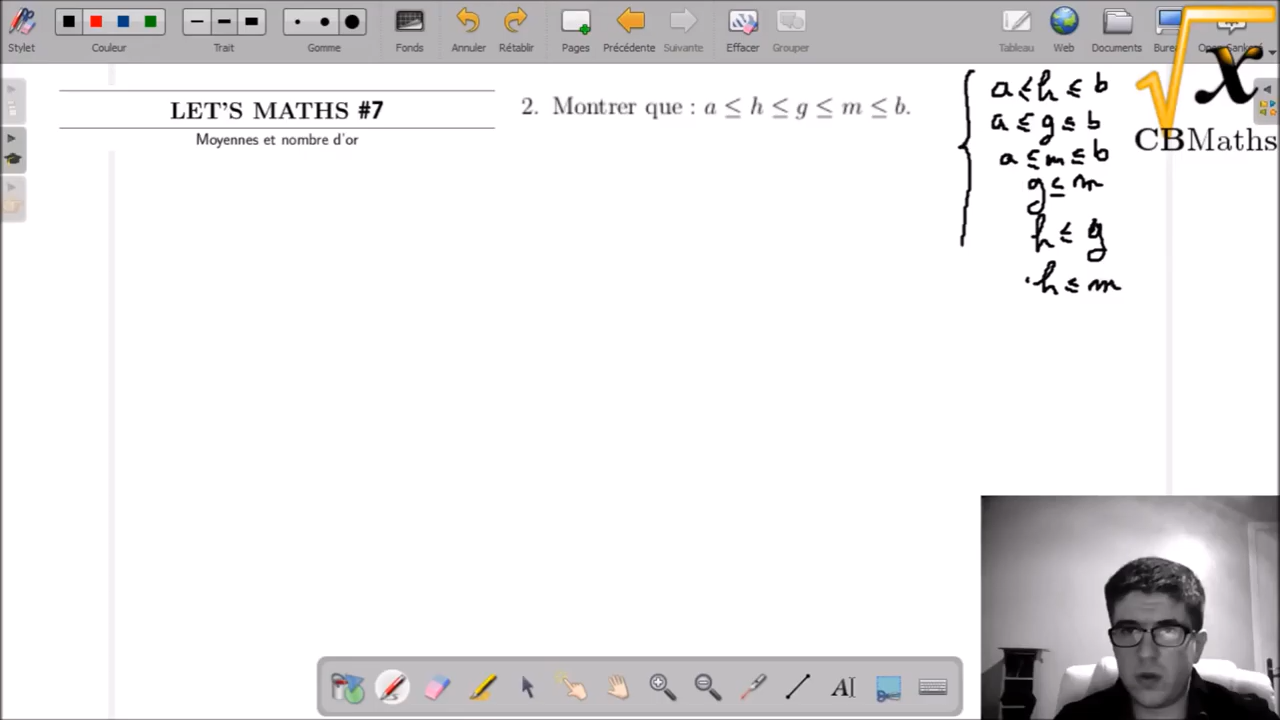 Stylet
Couleur
Trait
Gomme
Fonds
Annuler
Rétablir
Pages
Précédente
Suivante
Effacer
Grouper
Tableau
Web
Documents
LET'S MATHS #7
Moyennes et nombre d'or
2. Montrer que : a ≤ h ≤ g ≤ m ≤ b.
a ≤ h ≤ b
a ≤ g ≤ b
a ≤ m ≤ b
g ≤ m
h ≤ g
h ≤ m
√x
CBMaths
AI